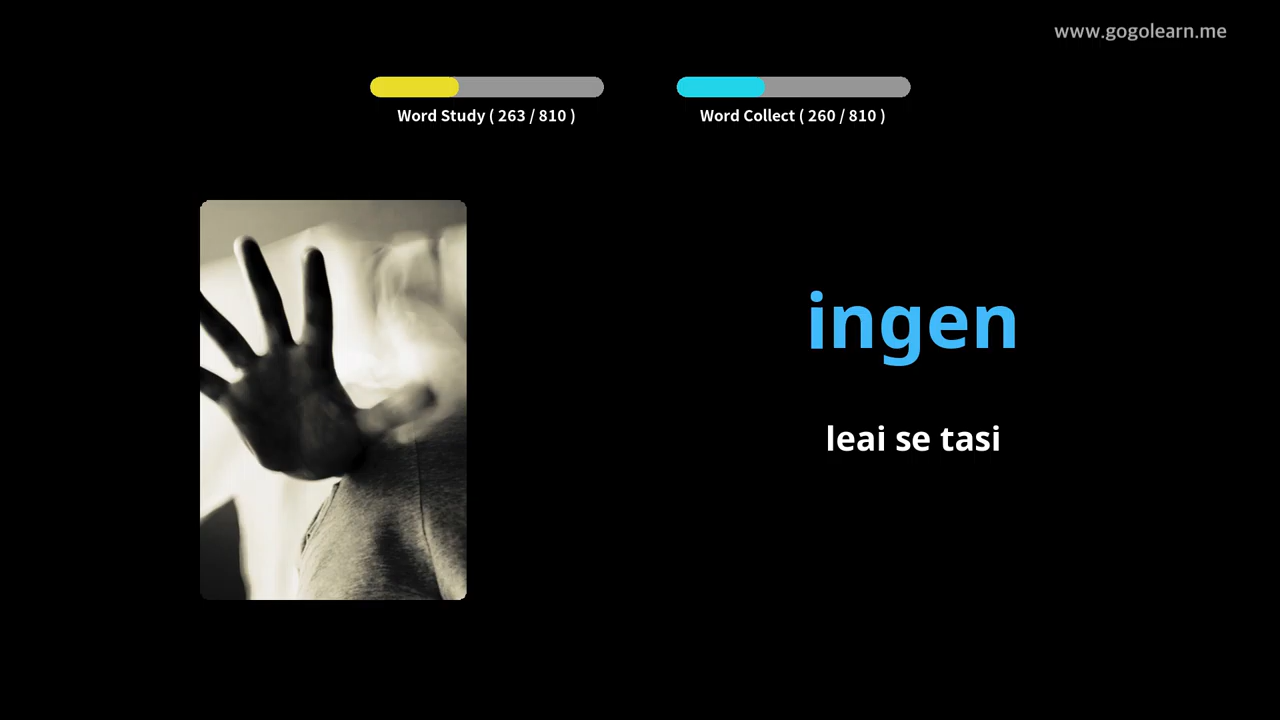 www.gogolearn.me
Word Study ( 263 / 810 )
Word Collect ( 260 / 810 )
ingen
leai se tasi